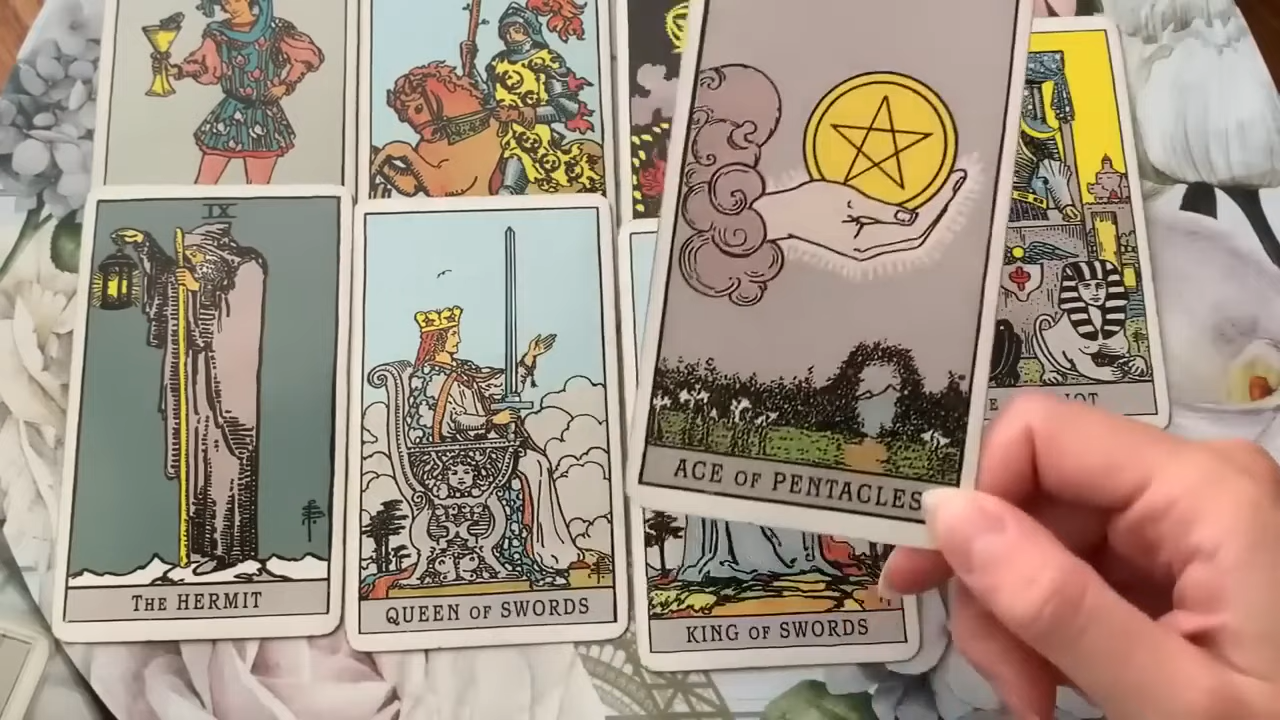 IX
THE HERMIT
QUEEN OF SWORDS
ACE OF PENTACLES
KING OF SWORDS